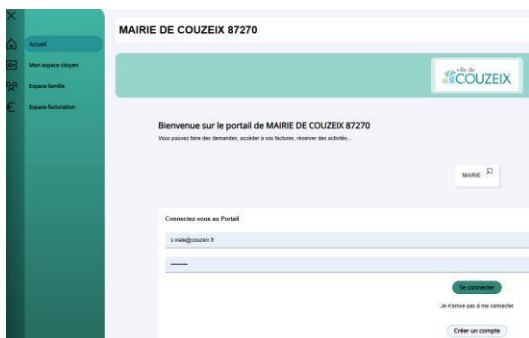 MAIRIE DE COUZEIX 87270
Accueil
Mon espace citoyen
Espace famille
Espace facturation
ville de
COUZEIX
Bienvenue sur le portail de MAIRIE DE COUZEIX 87270
Vous pouvez faire des demandes, accéder à vos factures, réserver des activités...
MAIRIE
Connectez-vous au Portail
s.viale@couzeix.fr
Se connecter
Je n'arrive pas à me connecter
Créer un compte